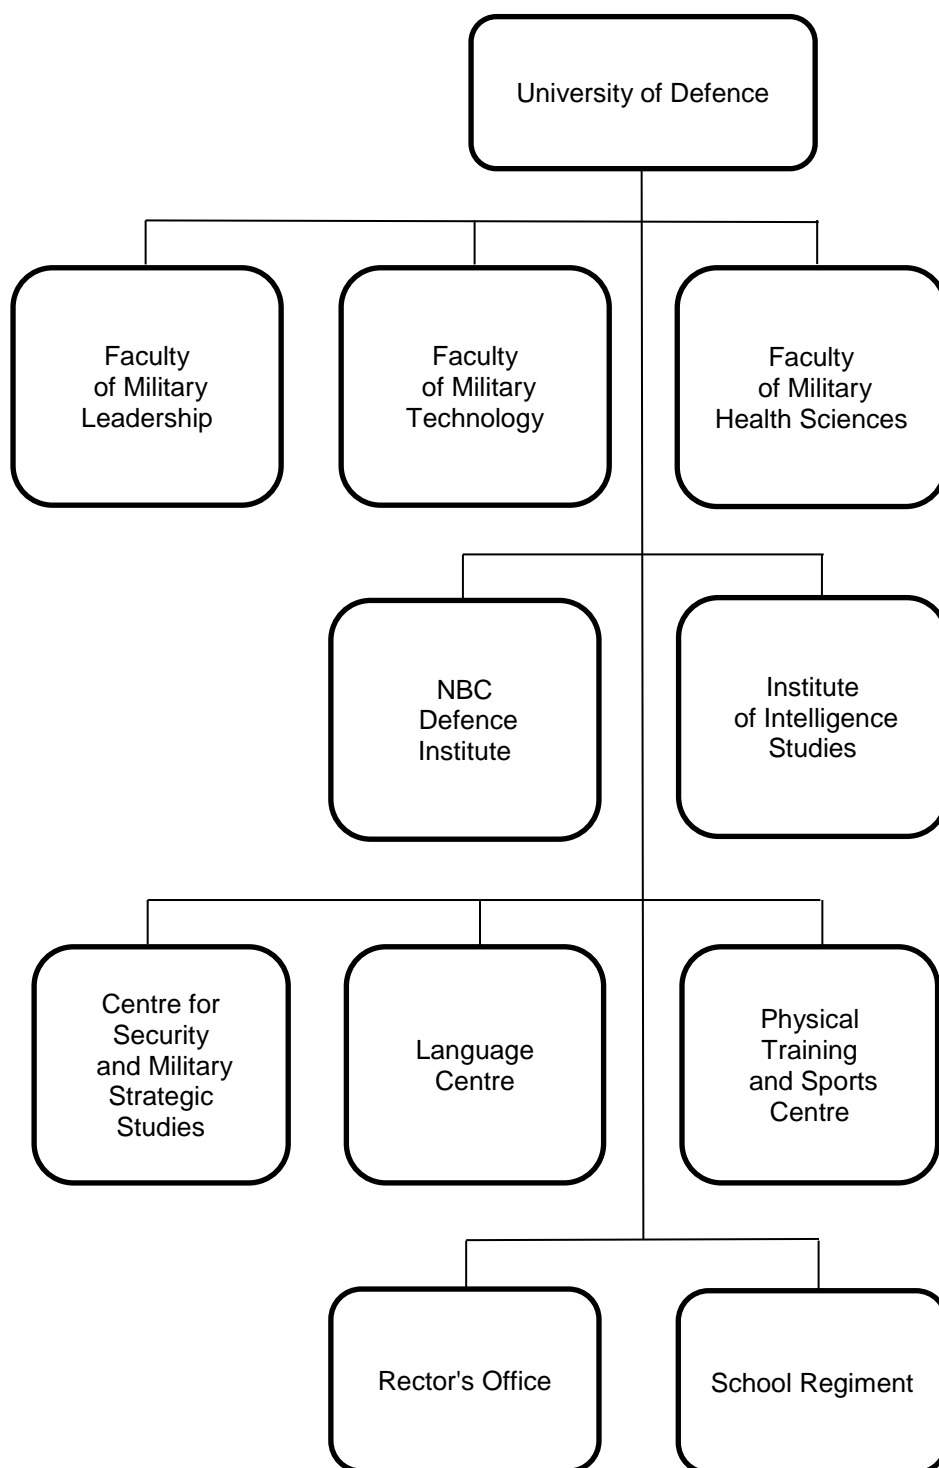 University of Defence
Faculty
of Military
Leadership
Faculty
of Military
Technology
Faculty
of Military
Health Sciences
NBC
Defence
Institute
Institute
of Intelligence
Studies
Centre for
Security
and Military
Strategic
Studies
Language
Centre
Physical
Training
and Sports
Centre
Rector's Office
School Regiment